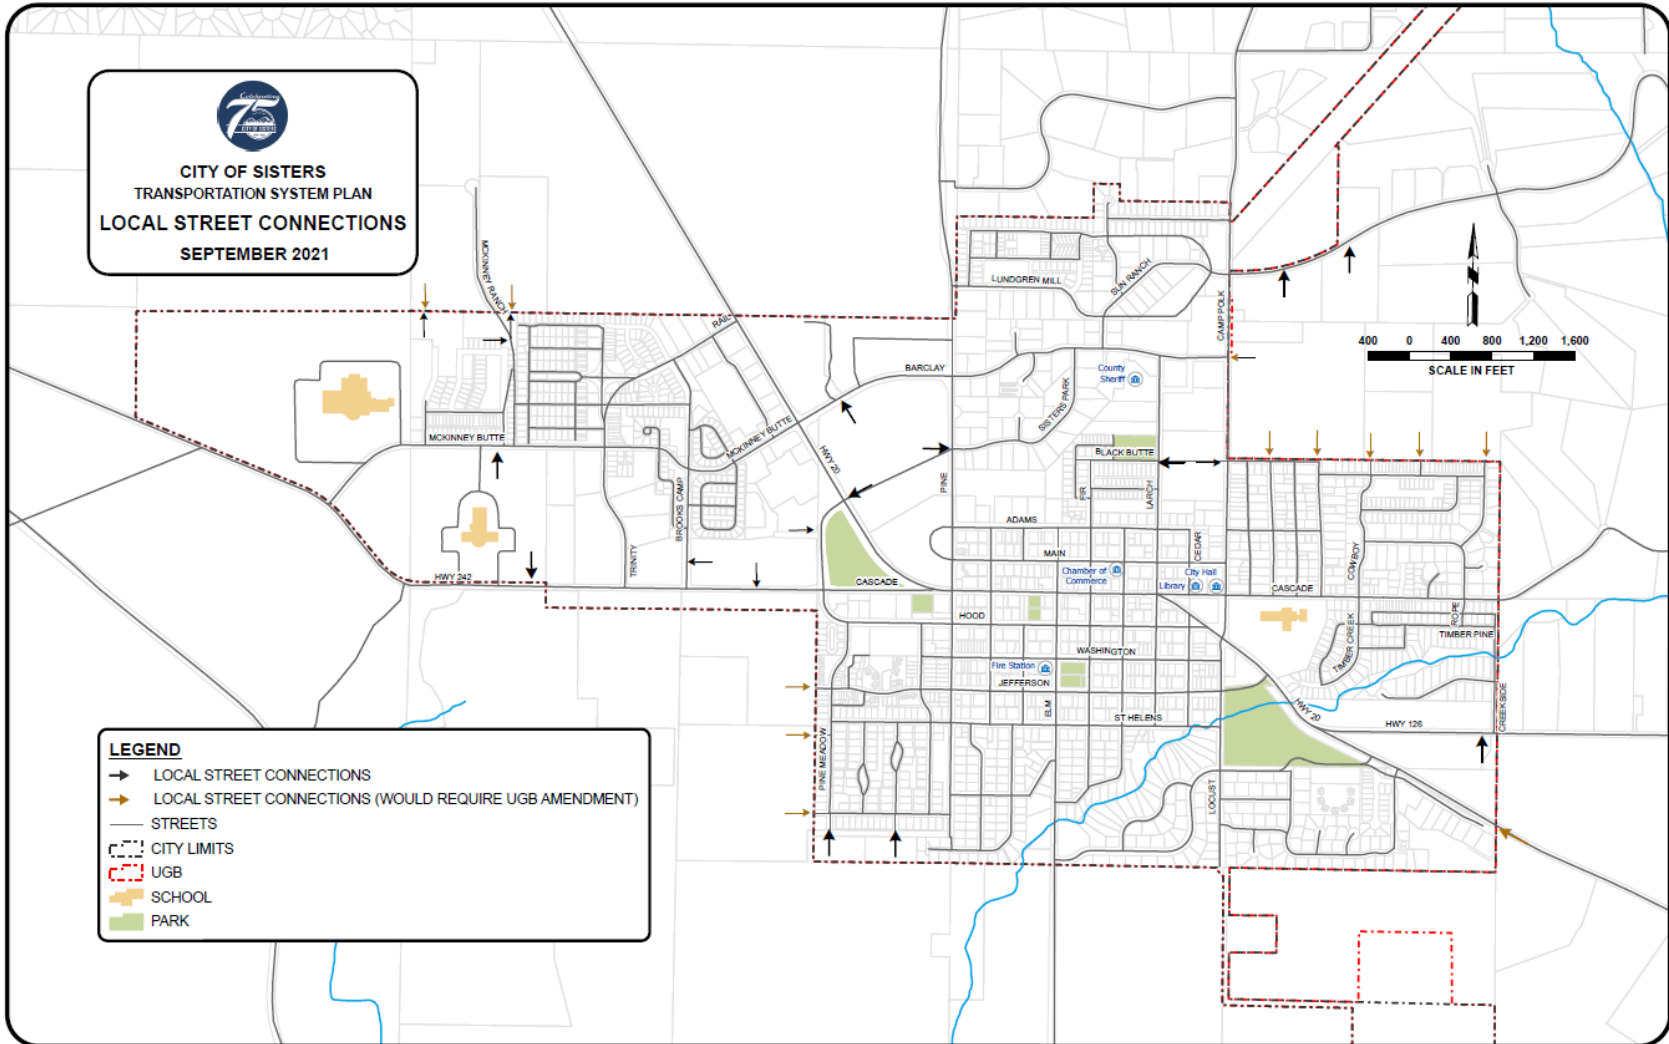 Celebrating
75
CITY OF SISTERS
CITY OF SISTERS
TRANSPORTATION SYSTEM PLAN
LOCAL STREET CONNECTIONS
SEPTEMBER 2021
MCKINNEY RANCH
RAIL
LUNDGREN MILL
SUN RANCH
CAMP POLK
400 0 400 800 1,200 1,600
SCALE IN FEET
BARCLAY
County
Sheriff
SISTERS PARK
MCKINNEY BUTTE
MCKINNEY BUTTE
HWY 20
BLACK BUTTE
PINE
FIR
LARCH
BROOKS CAMP
TRINITY
ADAMS
MAIN
CEDAR
COWBOY
HWY 242
CASCADE
Chamber of
Commerce
City Hall
Library
CASCADE
HOOD
ROPE
TIMBER PINE
TIMBER CREEK
WASHINGTON
Fire Station
JEFFERSON
ELM
ST HELENS
HWY 20
HWY 126
CREEKSIDE
PINE MEADOW
LOCUST
LEGEND
LOCAL STREET CONNECTIONS
LOCAL STREET CONNECTIONS (WOULD REQUIRE UGB AMENDMENT)
STREETS
CITY LIMITS
UGB
SCHOOL
PARK